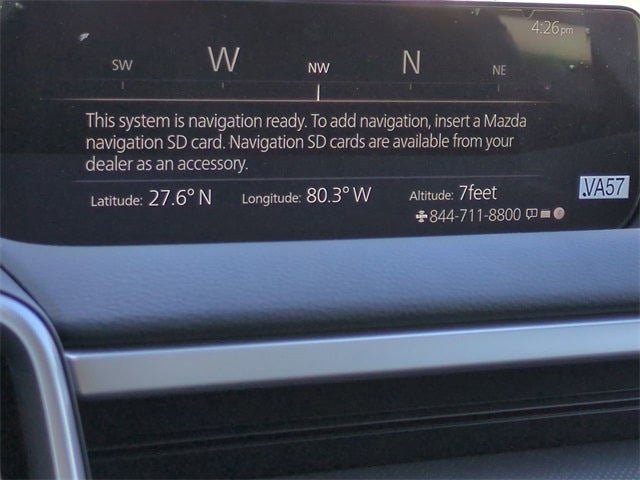 4:26pm
SW W NW N NE
This system is navigation ready. To add navigation, insert a Mazda
navigation SD card. Navigation SD cards are available from your
dealer as an accessory.
Latitude: 27.6° N Longitude: 80.3° W Altitude: 7feet
.VA57
844-711-8800